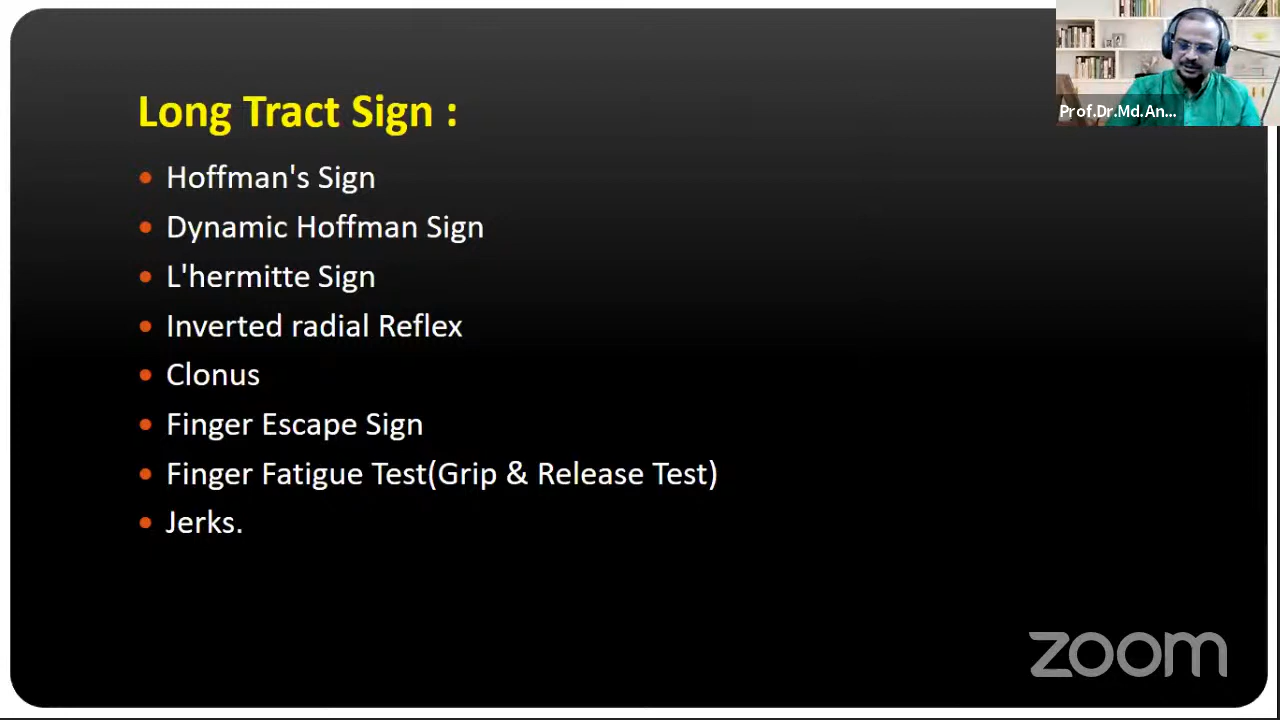 Long Tract Sign :
Hoffman's Sign
Dynamic Hoffman Sign
L'hermitte Sign
Inverted radial Reflex
Clonus
Finger Escape Sign
Finger Fatigue Test(Grip & Release Test)
Jerks.
Prof.Dr.Md.An...
zoom